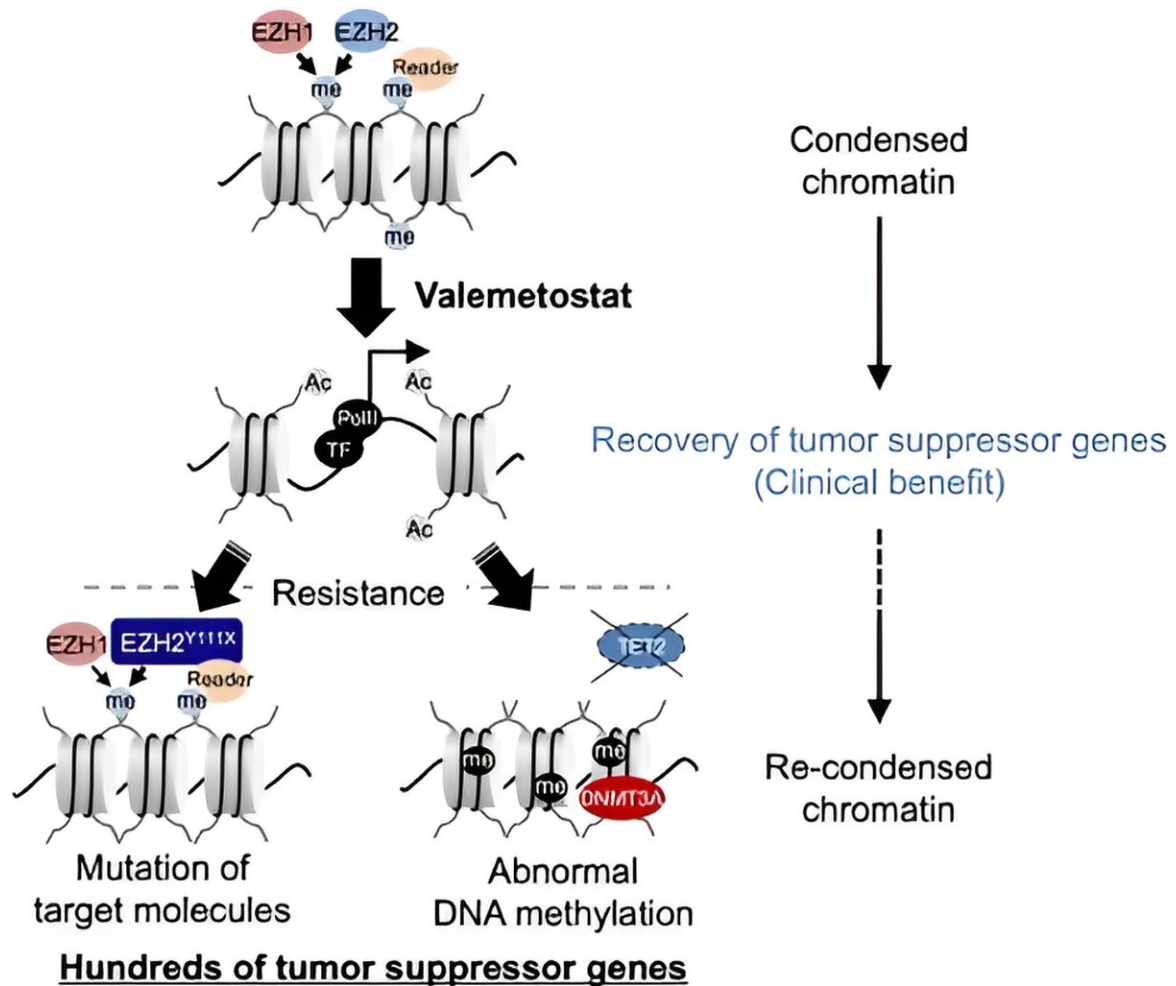 EZH1 EZH2
Reader
me me
Condensed
chromatin
me
Valemetostat
Ac Ac
PolII
TF
Recovery of tumor suppressor genes
(Clinical benefit)
Ac
Resistance
EZH1 EZH2Y111X
TET2
Reader
me me
me me
me
DNMT3A
Re-condensed
chromatin
Mutation of
target molecules
Abnormal
DNA methylation
Hundreds of tumor suppressor genes